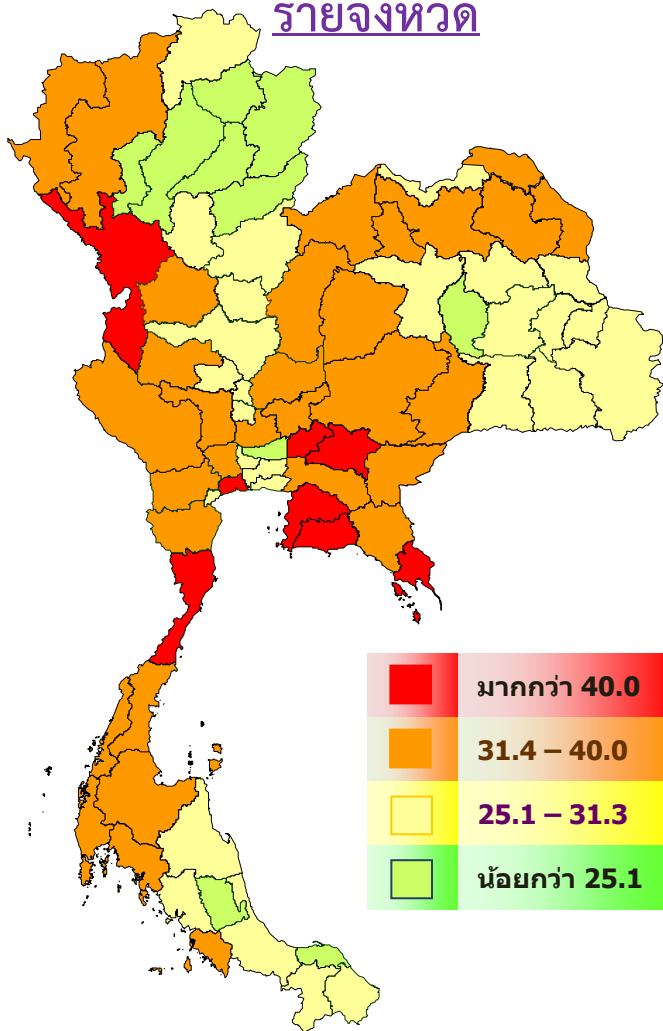 รายจังหวัด
มากกว่า 40.0
31.4 – 40.0
25.1 – 31.3
น้อยกว่า 25.1